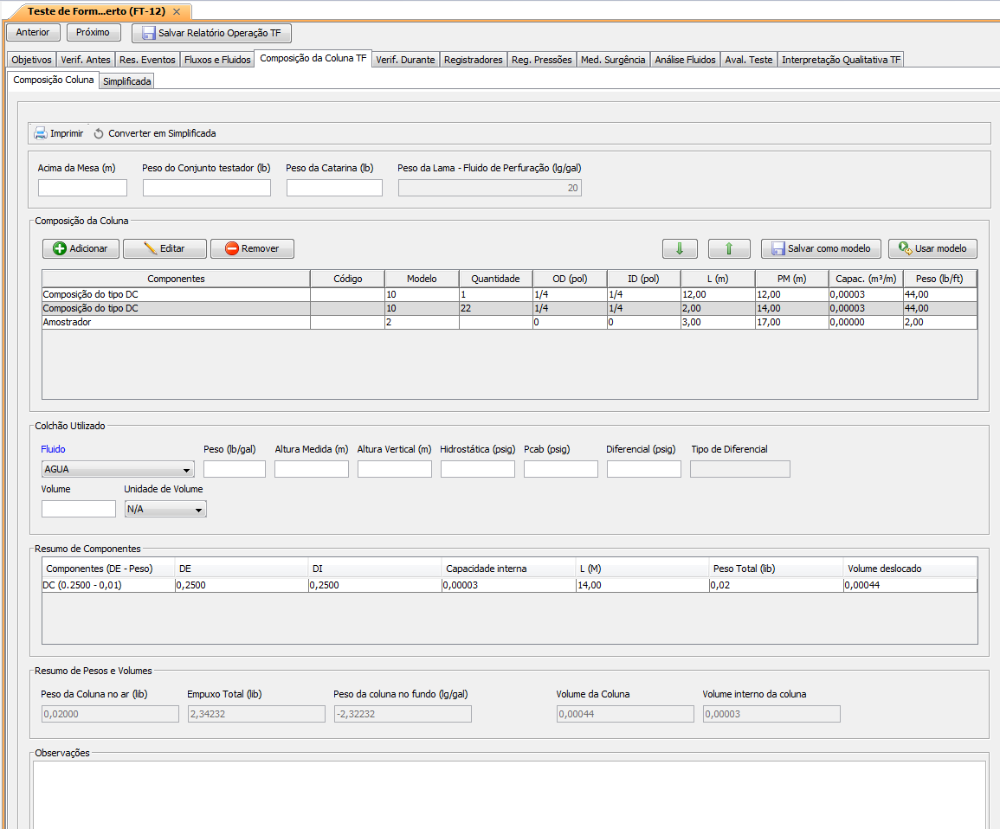 Teste de Form...erto (FT-12)
Anterior Próximo Salvar Relatório Operação TF
Objetivos Verif. Antes Res. Eventos Fluxos e Fluidos Composição da Coluna TF Verif. Durante Registradores Reg. Pressões Med. Surgência Análise Fluidos Aval. Teste Interpretação Qualitativa TF
Composição Coluna Simplificada
Imprimir Converter em Simplificada
Acima da Mesa (m) Peso do Conjunto testador (lb) Peso da Catarina (lb) Peso da Lama - Fluido de Perfuração (lg/gal)
20
Composição da Coluna
Adicionar Editar Remover Salvar como modelo Usar modelo
Componentes Código Modelo Quantidade OD (pol) ID (pol) L (m) PM (m) Capac. (m³/m) Peso (lb/ft)
Composição do tipo DC 10 1 1/4 1/4 12,00 12,00 0,00003 44,00
Composição do tipo DC 10 22 1/4 1/4 2,00 14,00 0,00003 44,00
Amostrador 2 0 0 3,00 17,00 0,00000 2,00
Colchão Utilizado
Fluido Peso (lb/gal) Altura Medida (m) Altura Vertical (m) Hidrostática (psig) Pcab (psig) Diferencial (psig) Tipo de Diferencial
AGUA
Volume Unidade de Volume
N/A
Resumo de Componentes
Componentes (DE - Peso) DE DI Capacidade interna L (M) Peso Total (lib) Volume deslocado
DC (0.2500 - 0,01) 0,2500 0,2500 0,00003 14,00 0,02 0,00044
Resumo de Pesos e Volumes
Peso da Coluna no ar (lib) Empuxo Total (lib) Peso da coluna no fundo (lg/gal) Volume da Coluna Volume interno da coluna
0,02000 2,34232 -2,32232 0,00044 0,00003
Observações